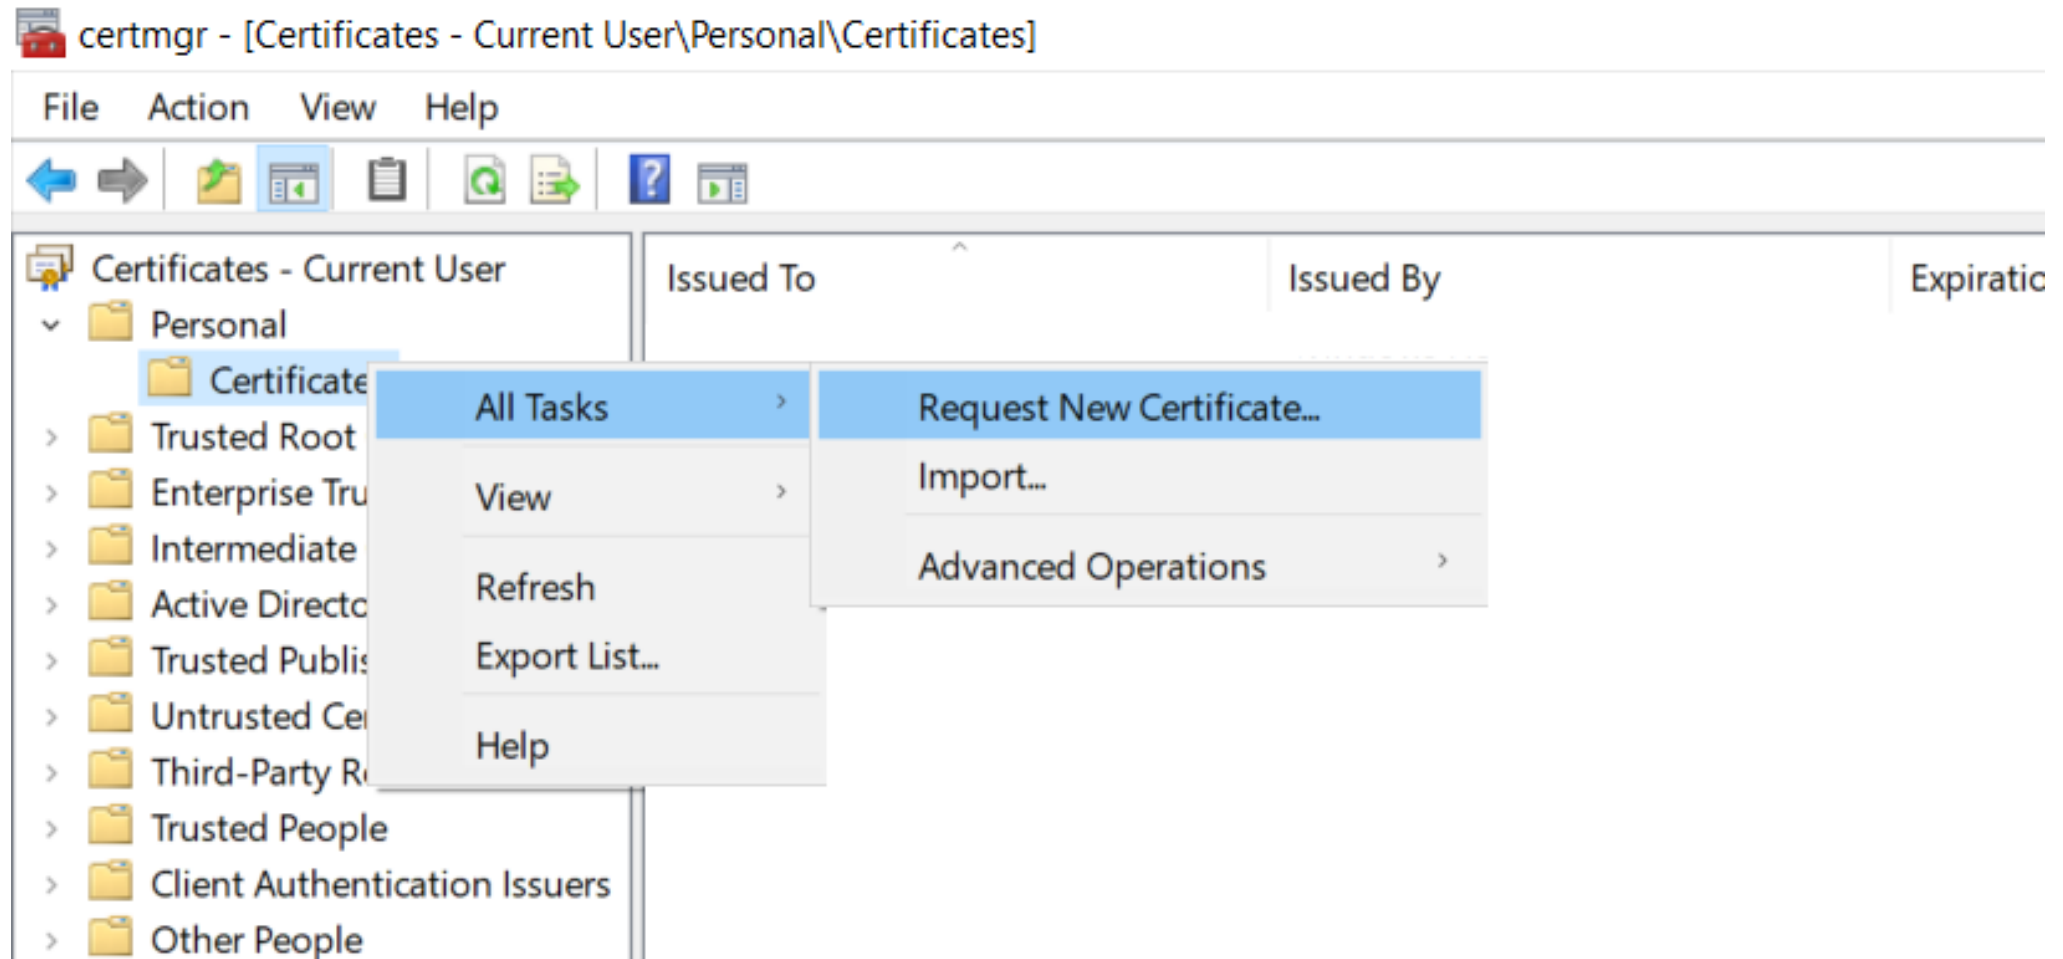 certmgr - [Certificates - Current User\Personal\Certificates]
File Action View Help
Certificates - Current User
Personal
Certificate
Trusted Root
Enterprise Tru
Intermediate
Active Directo
Trusted Publis
Untrusted Cer
Third-Party Ro
Trusted People
Client Authentication Issuers
Other People
Issued To Issued By Expiratio
All Tasks
View
Refresh
Export List...
Help
Request New Certificate...
Import...
Advanced Operations